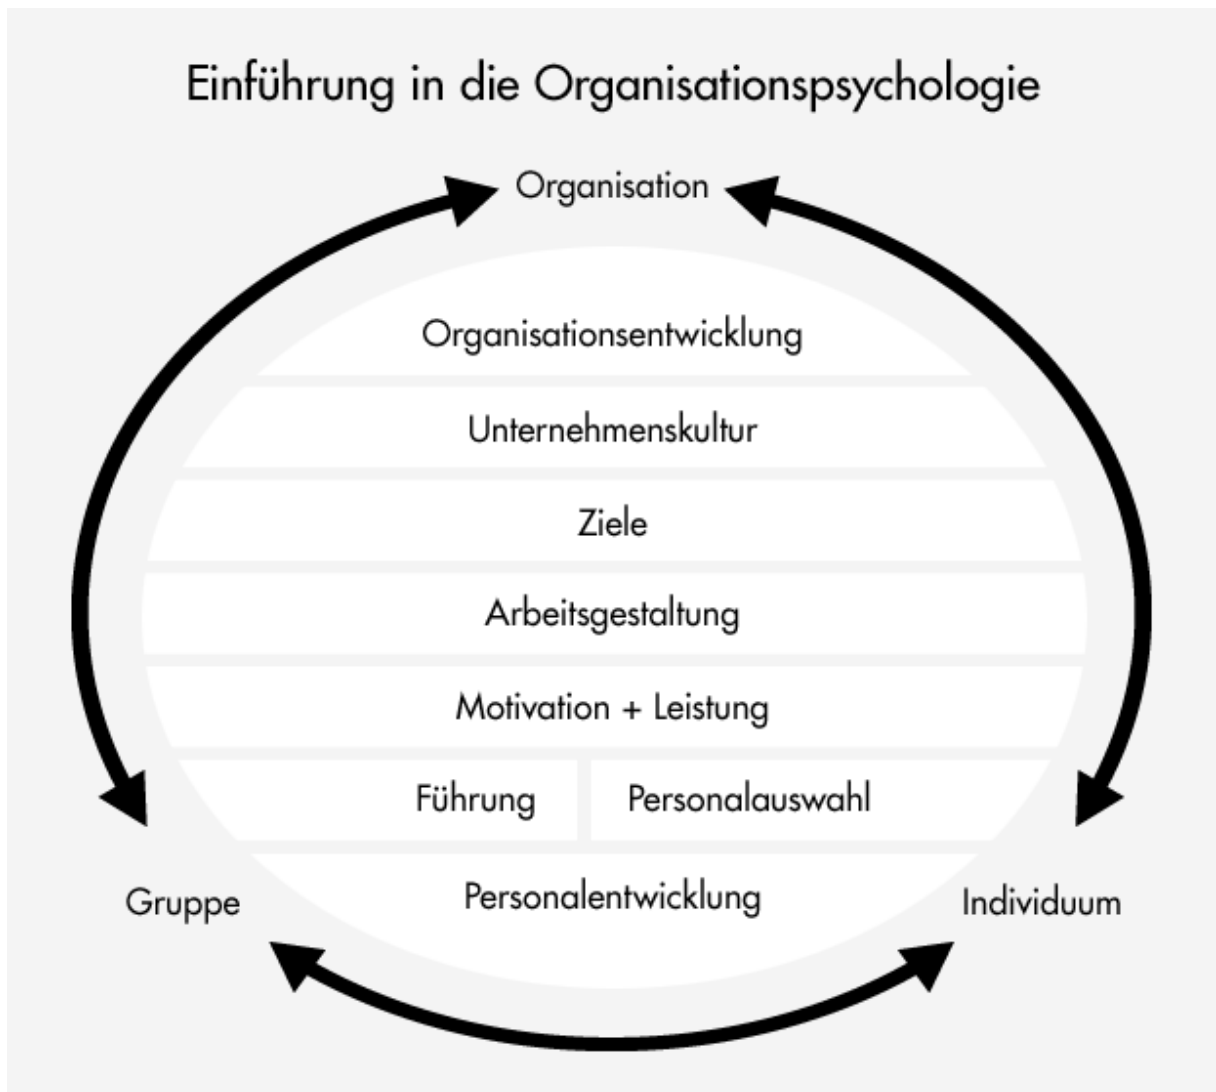 Einführung in die Organisationspsychologie
Organisation
Organisationsentwicklung
Unternehmenskultur
Ziele
Arbeitsgestaltung
Motivation + Leistung
Führung Personalauswahl
Personalentwicklung
Gruppe
Individuum